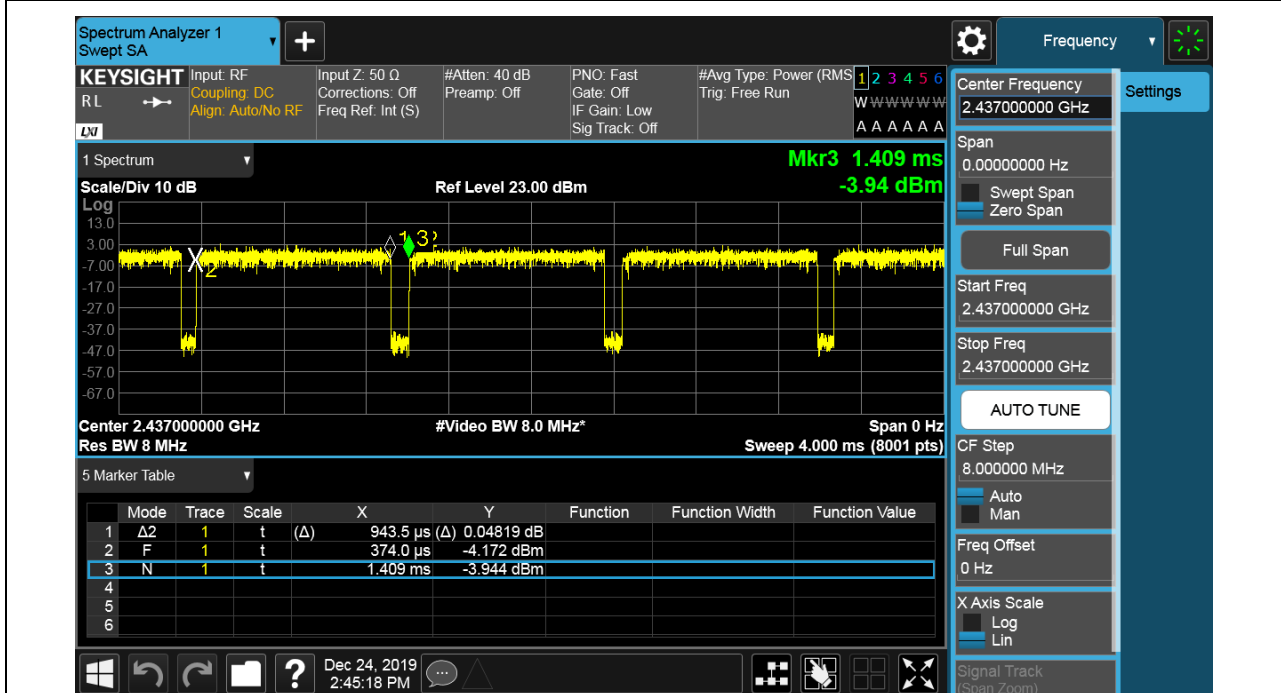 Spectrum Analyzer 1
Swept SA
Frequency
KEYSIGHT
RL
LXI
Input: RF
Coupling: DC
Align: Auto/No RF
Input Z: 50 Ω
Corrections: Off
Freq Ref: Int (S)
#Atten: 40 dB
Preamp: Off
PNO: Fast
Gate: Off
IF Gain: Low
Sig Track: Off
#Avg Type: Power (RMS
Trig: Free Run
1 2 3 4 5 6
W W W W W W
A A A A A A
Center Frequency
2.437000000 GHz
Settings
1 Spectrum
Mkr3 1.409 ms
-3.94 dBm
Scale/Div 10 dB
Ref Level 23.00 dBm
Log
13.0
3.00
-7.00
-17.0
-27.0
-37.0
-47.0
-57.0
-67.0
2
3
Center 2.437000000 GHz
#Video BW 8.0 MHz*
Span 0 Hz
Res BW 8 MHz
Sweep 4.000 ms (8001 pts)
Span
0.00000000 Hz
Swept Span
Zero Span
Full Span
Start Freq
2.437000000 GHz
Stop Freq
2.437000000 GHz
AUTO TUNE
CF Step
8.000000 MHz
Auto
Man
Freq Offset
0 Hz
X Axis Scale
Log
Lin
Signal Track
(Span Zoom)
5 Marker Table
Mode Trace Scale X Y Function Function Width Function Value
1 Δ2 1 t (Δ) 943.5 µs (Δ) 0.04819 dB
2 F 1 t 374.0 µs -4.172 dBm
3 N 1 t 1.409 ms -3.944 dBm
4
5
6
?
Dec 24, 2019
2:45:18 PM